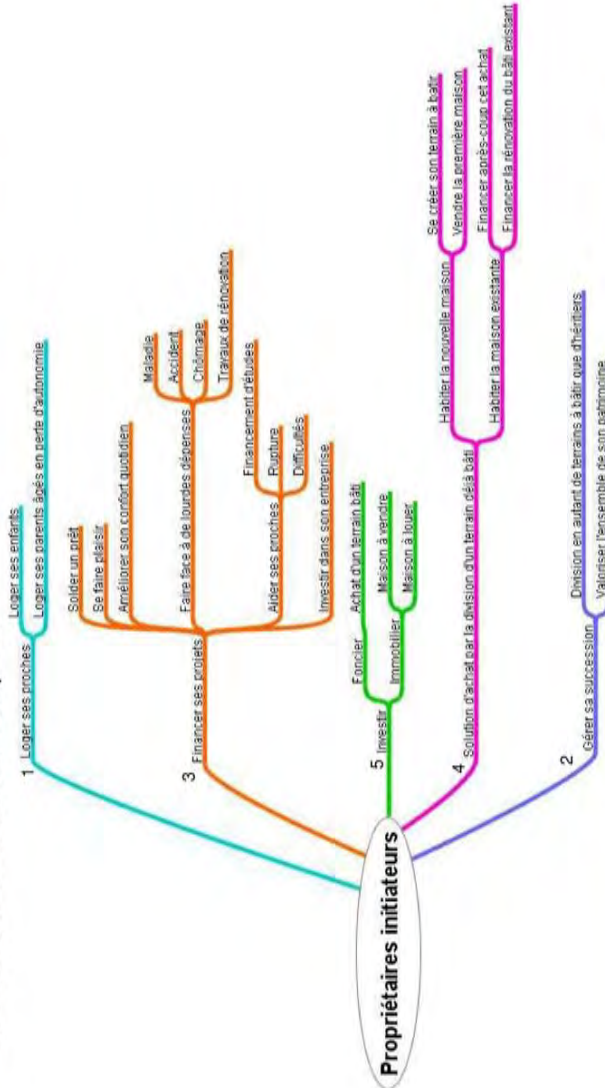 Propriétaires initiateurs
1
Loger ses proches
Loger ses enfants
Loger ses parents âgés en perte d'autonomie
3
Financer ses projets
Solder un prêt
Se faire plaisir
Améliorer son confort quotidien
Faire face à de lourdes dépenses
Maladie
Accident
Chômage
Travaux de rénovation
Aider ses proches
Financement d'études
Rupture
Difficultés
Investir dans son entreprise
5
Investir
Foncier
Achat d'un terrain bâti
Immobilier
Maison à vendre
Maison à louer
4
Solution d'achat par la division d'un terrain déjà bâti
Habiter la nouvelle maison
Se créer son terrain à batir
Vendre la première maison
Habiter la maison existante
Financer après-coup cet achat
Financer la rénovation du bâti existant
2
Gérer sa succession
Division en autant de terrains à bâtir que d'héritiers
Valoriser l'ensemble de son patrimoine